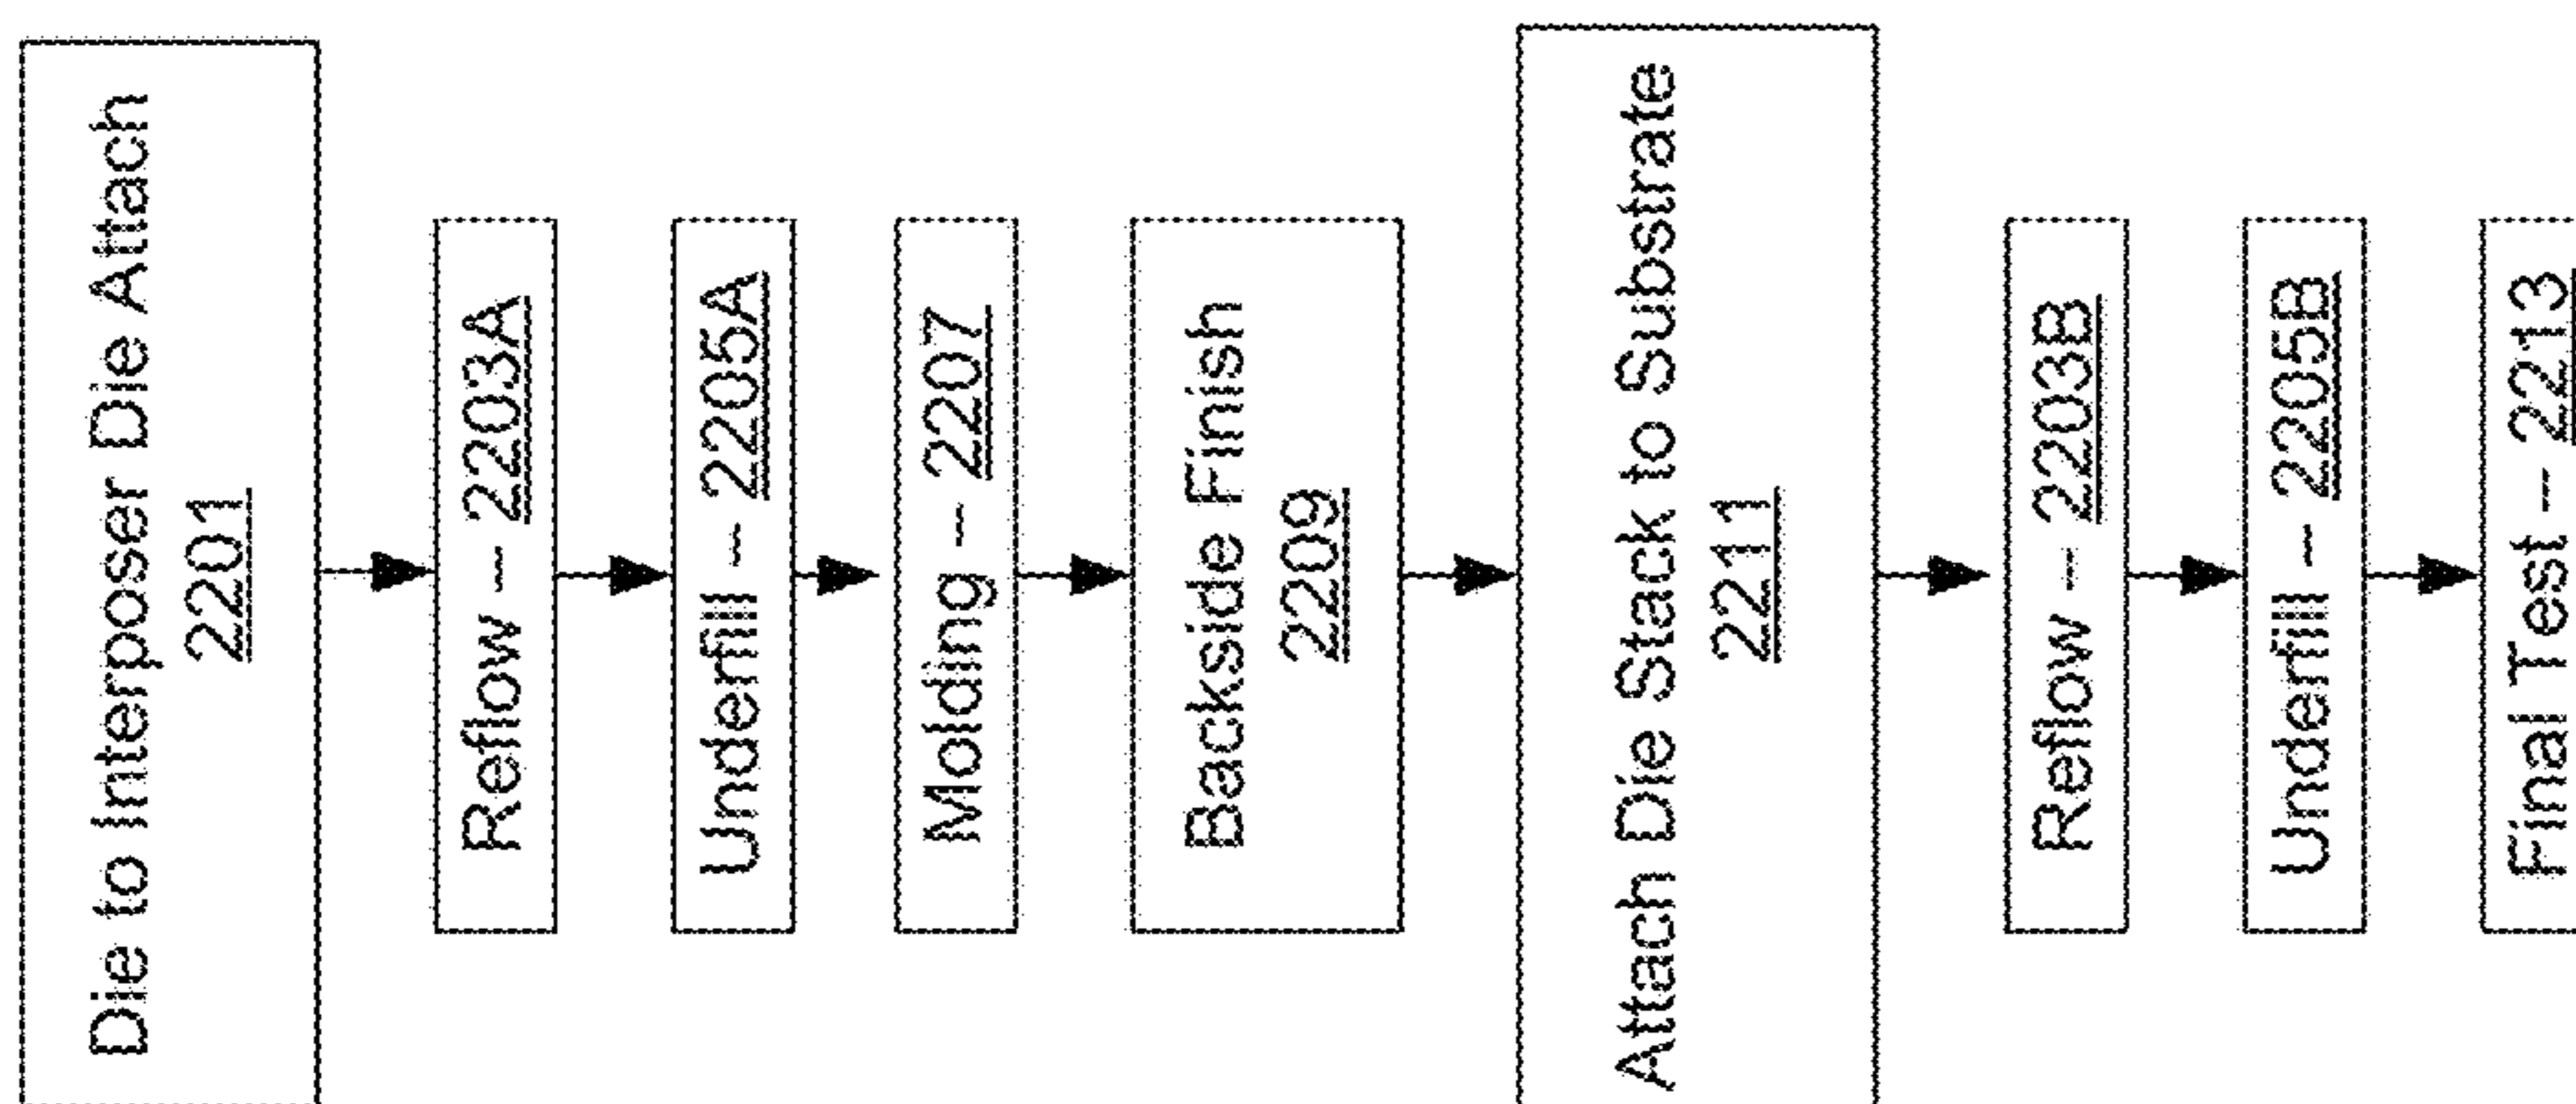 Die to Interposer Die Attach
2201
Reflow – 2203A
Underfill – 2205A
Molding – 2207
Backside Finish
2209
Attach Die Stack to Substrate
2211
Reflow – 2203B
Underfill – 2205B
Final Test – 2213